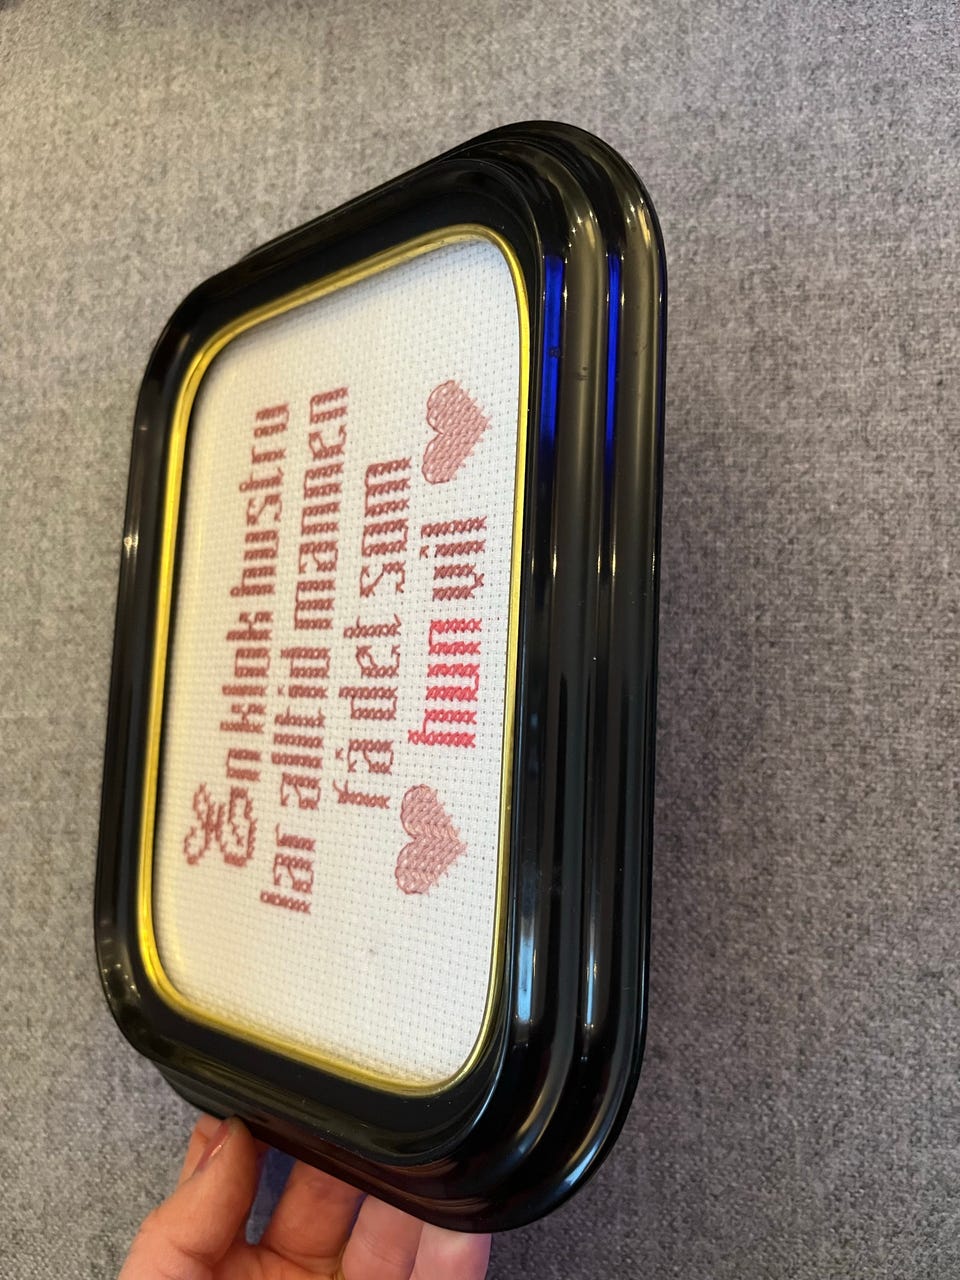 En klok hustru
lar alltid mannen
få det som
hun vil